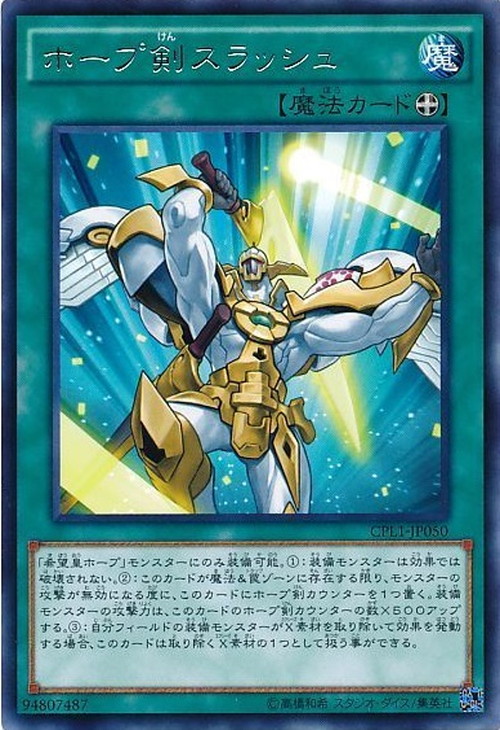 ホープ剣スラッシュ
魔
【魔法カード】
CPL1-JP050
「希望皇ホープ」モンスターにのみ装備可能。①:装備モンスターは効果では
破壊されない。②:このカードが魔法&罠ゾーンに存在する限り、モンスターの
攻撃が無効になる度に、このカードにホープ剣カウンターを1つ置く。装備
モンスターの攻撃力は、このカードのホープ剣カウンターの数×500アップ
する。③:自分フィールドの装備モンスターがX素材を取り除いて効果を発動
する場合、このカードは取り除くX素材の1つとして扱う事ができる。
94807487
©高橋和希 スタジオ・ダイス/集英社